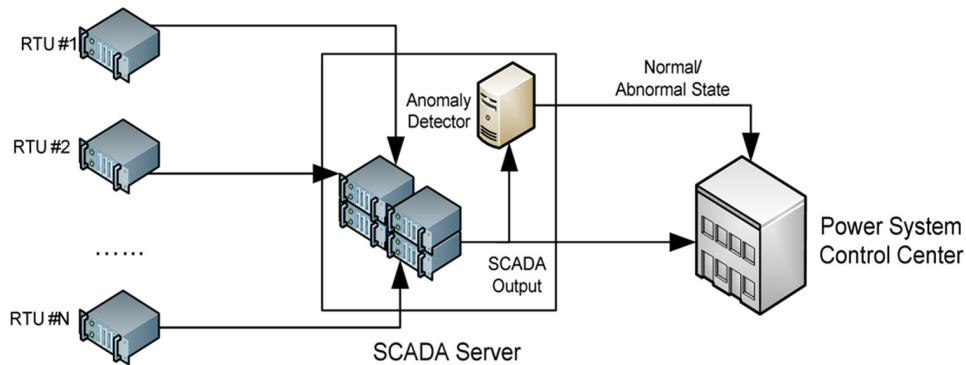 RTU #1
RTU #2
......
RTU #N
Anomaly
Detector
SCADA
Output
SCADA Server
Normal/
Abnormal State
Power System
Control Center